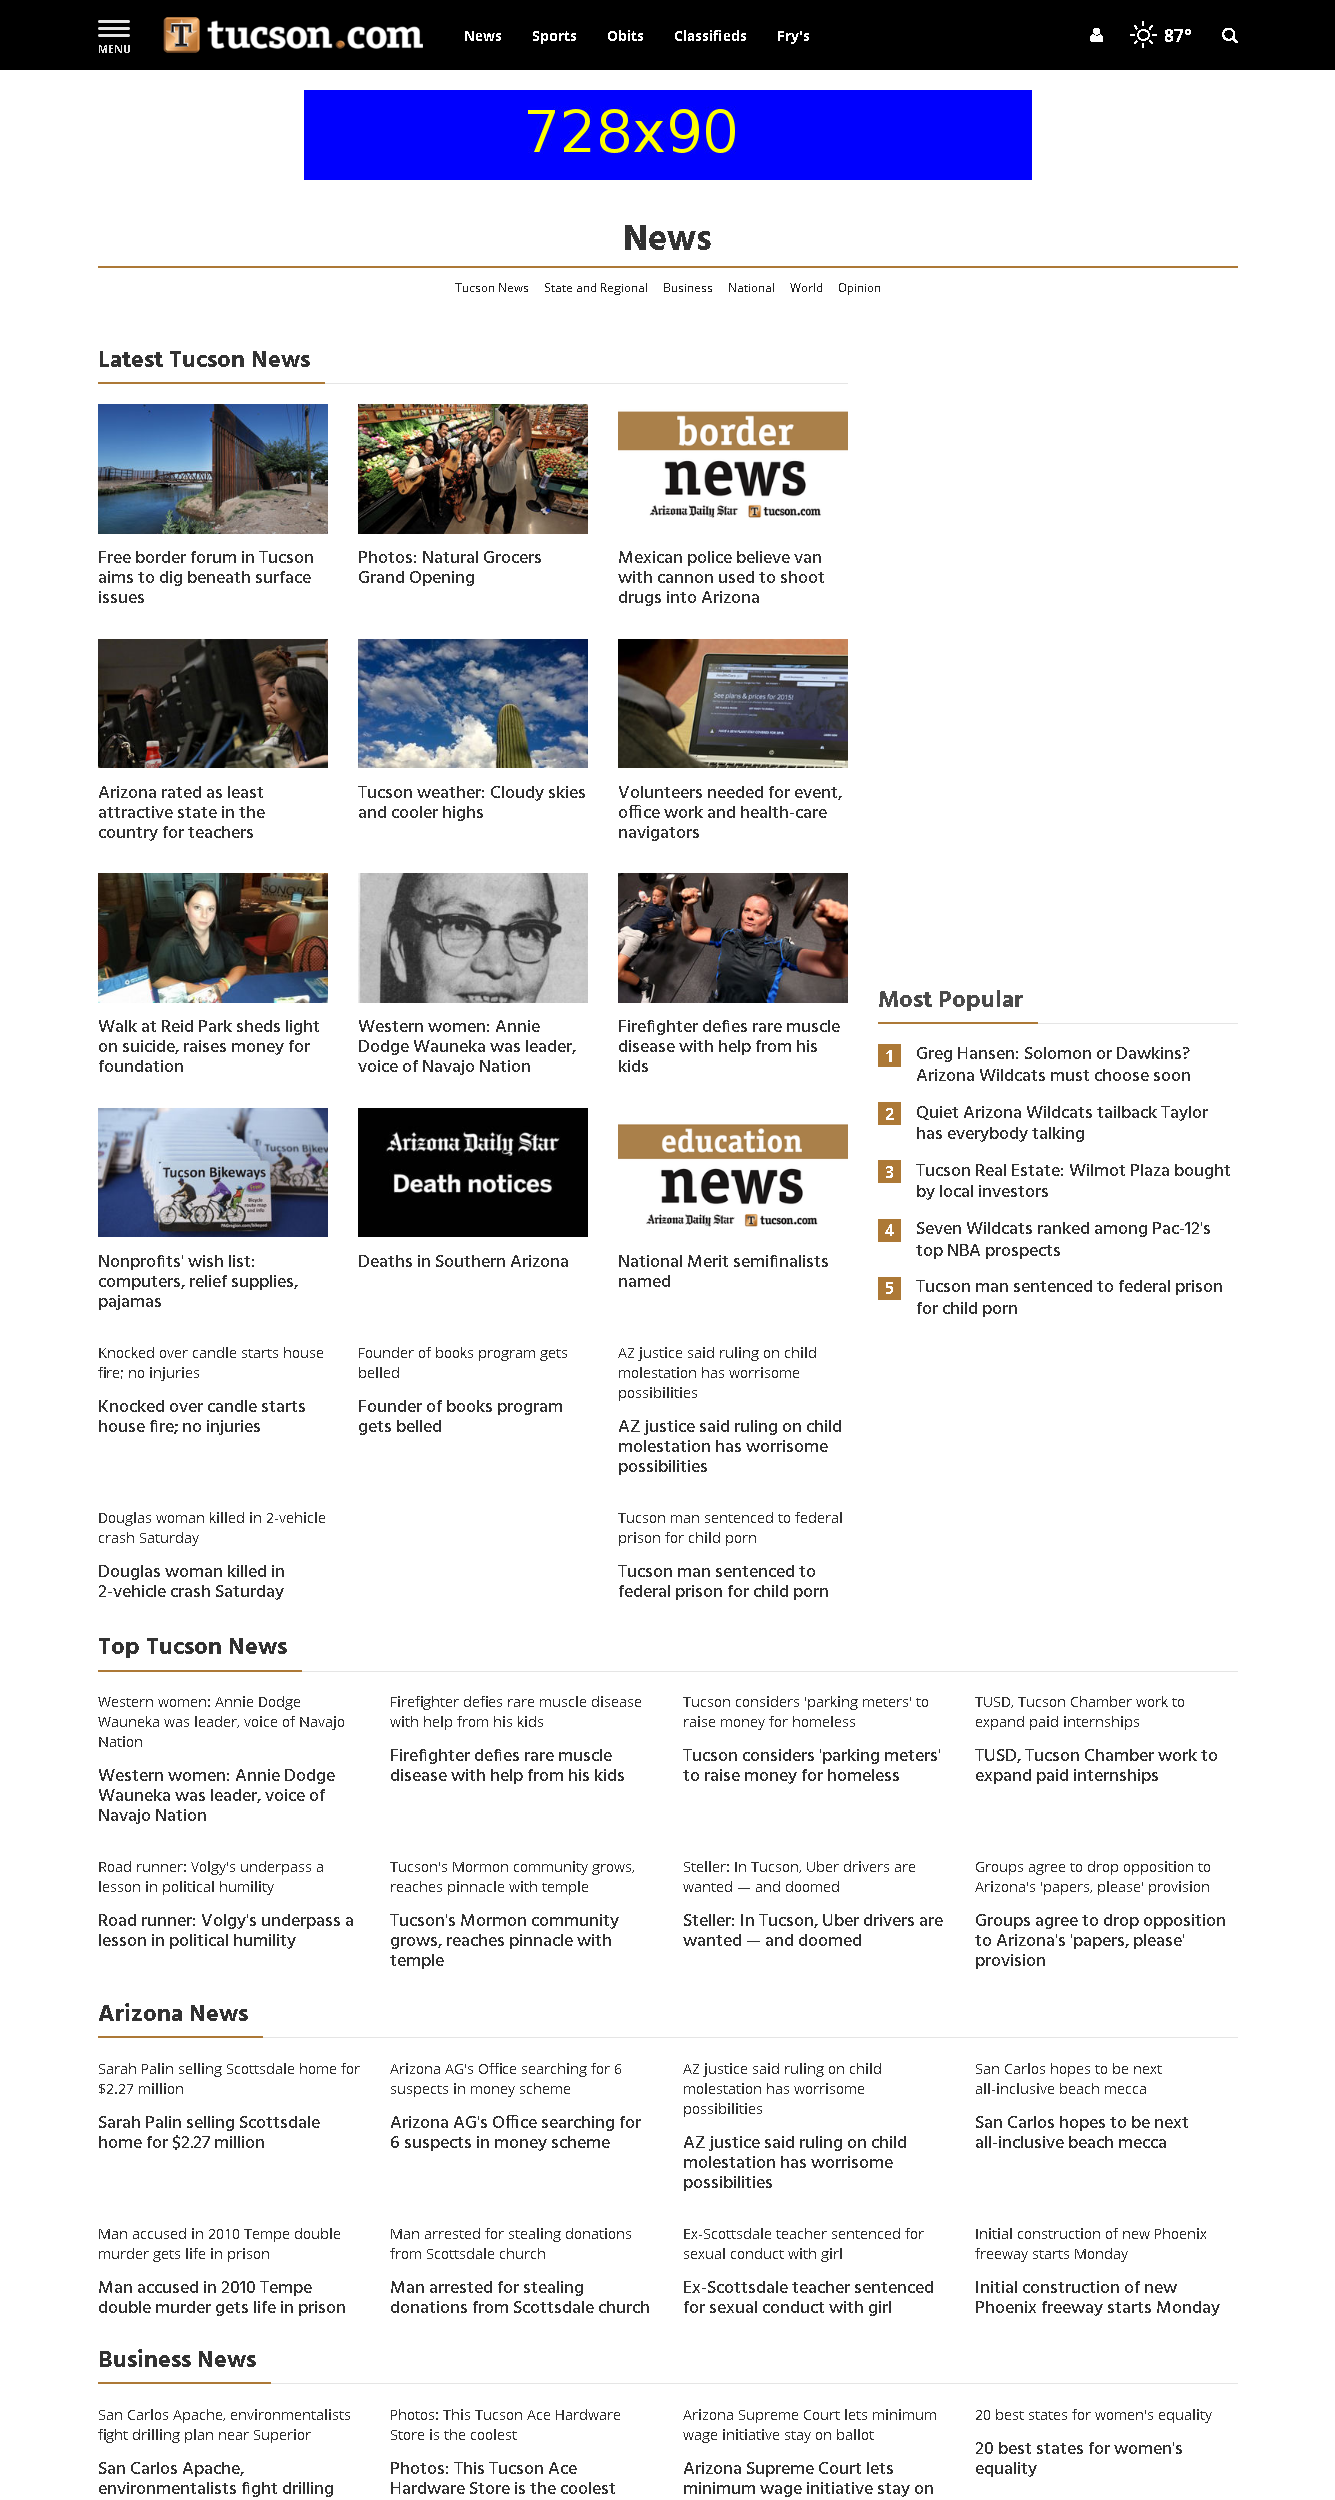 MENU
T tucson.com
News Sports Obits Classifieds Fry's
87°
728x90
News
Tucson News State and Regional Business National World Opinion
Latest Tucson News
border
news
Arizona Daily Star T tucson.com
Free border forum in Tucson
aims to dig beneath surface
issues
Photos: Natural Grocers
Grand Opening
Mexican police believe van
with cannon used to shoot
drugs into Arizona
See plans & prices for 2015!
Arizona rated as least
attractive state in the
country for teachers
Tucson weather: Cloudy skies
and cooler highs
Volunteers needed for event,
office work and health-care
navigators
SONORA
Walk at Reid Park sheds light
on suicide, raises money for
foundation
Western women: Annie
Dodge Wauneka was leader,
voice of Navajo Nation
Firefighter defies rare muscle
disease with help from his
kids
Tucson Bikeways
Tucson Bikew
Arizona Daily Star
Death notices
education
news
Arizona Daily Star T tucson.com
Nonprofits' wish list:
computers, relief supplies,
pajamas
Deaths in Southern Arizona
National Merit semifinalists
named
Knocked over candle starts house
fire; no injuries
Knocked over candle starts
house fire; no injuries
Founder of books program gets
belled
Founder of books program
gets belled
AZ justice said ruling on child
molestation has worrisome
possibilities
AZ justice said ruling on child
molestation has worrisome
possibilities
Douglas woman killed in 2-vehicle
crash Saturday
Douglas woman killed in
2-vehicle crash Saturday
Tucson man sentenced to federal
prison for child porn
Tucson man sentenced to
federal prison for child porn
Most Popular
1 Greg Hansen: Solomon or Dawkins?
Arizona Wildcats must choose soon
2 Quiet Arizona Wildcats tailback Taylor
has everybody talking
3 Tucson Real Estate: Wilmot Plaza bought
by local investors
4 Seven Wildcats ranked among Pac-12's
top NBA prospects
5 Tucson man sentenced to federal prison
for child porn
Top Tucson News
Western women: Annie Dodge
Wauneka was leader, voice of Navajo
Nation
Western women: Annie Dodge
Wauneka was leader, voice of
Navajo Nation
Firefighter defies rare muscle disease
with help from his kids
Firefighter defies rare muscle
disease with help from his kids
Tucson considers 'parking meters' to
raise money for homeless
Tucson considers 'parking meters'
to raise money for homeless
TUSD, Tucson Chamber work to
expand paid internships
TUSD, Tucson Chamber work to
expand paid internships
Road runner: Volgy's underpass a
lesson in political humility
Road runner: Volgy's underpass a
lesson in political humility
Tucson's Mormon community grows,
reaches pinnacle with temple
Tucson's Mormon community
grows, reaches pinnacle with
temple
Steller: In Tucson, Uber drivers are
wanted — and doomed
Steller: In Tucson, Uber drivers are
wanted — and doomed
Groups agree to drop opposition to
Arizona's 'papers, please' provision
Groups agree to drop opposition
to Arizona's 'papers, please'
provision
Arizona News
Sarah Palin selling Scottsdale home for
$2.27 million
Sarah Palin selling Scottsdale
home for $2.27 million
Arizona AG's Office searching for 6
suspects in money scheme
Arizona AG's Office searching for
6 suspects in money scheme
AZ justice said ruling on child
molestation has worrisome
possibilities
AZ justice said ruling on child
molestation has worrisome
possibilities
San Carlos hopes to be next
all-inclusive beach mecca
San Carlos hopes to be next
all-inclusive beach mecca
Man accused in 2010 Tempe double
murder gets life in prison
Man accused in 2010 Tempe
double murder gets life in prison
Man arrested for stealing donations
from Scottsdale church
Man arrested for stealing
donations from Scottsdale church
Ex-Scottsdale teacher sentenced for
sexual conduct with girl
Ex-Scottsdale teacher sentenced
for sexual conduct with girl
Initial construction of new Phoenix
freeway starts Monday
Initial construction of new
Phoenix freeway starts Monday
Business News
San Carlos Apache, environmentalists
fight drilling plan near Superior
San Carlos Apache,
environmentalists fight drilling
Photos: This Tucson Ace Hardware
Store is the coolest
Photos: This Tucson Ace
Hardware Store is the coolest
Arizona Supreme Court lets minimum
wage initiative stay on ballot
Arizona Supreme Court lets
minimum wage initiative stay on
20 best states for women's equality
20 best states for women's
equality